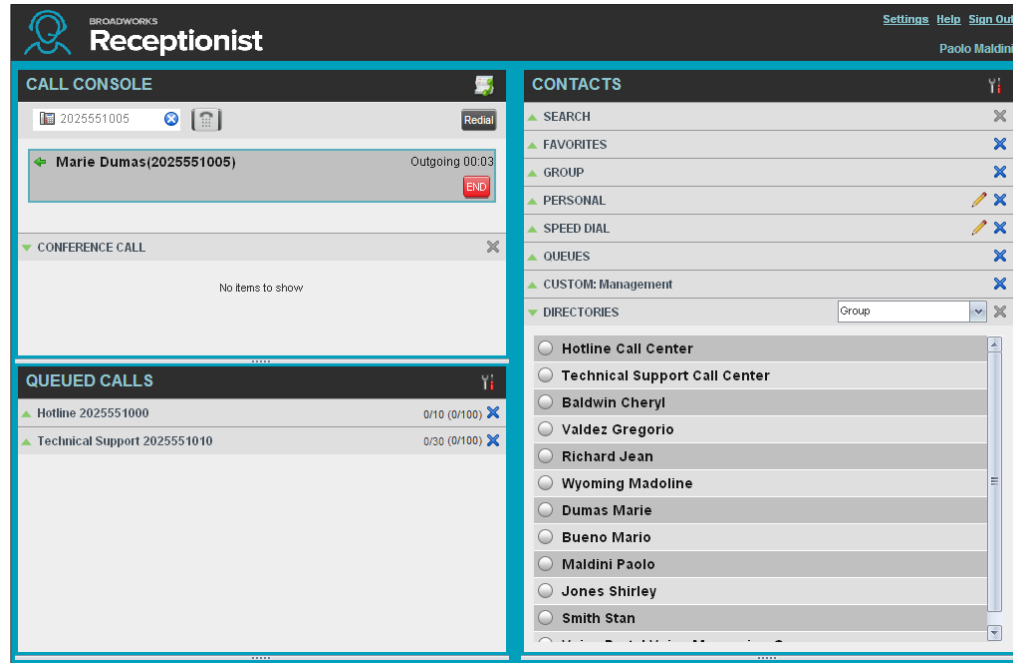 BROADWORKS
Receptionist
Settings Help Sign Out
Paolo Maldini
CALL CONSOLE
2025551005
Redial
Marie Dumas(2025551005)
Outgoing 00:03
END
CONFERENCE CALL
No items to show
QUEUED CALLS
Hotline 2025551000
0/10 (0/100)
Technical Support 2025551010
0/30 (0/100)
CONTACTS
SEARCH
FAVORITES
GROUP
PERSONAL
SPEED DIAL
QUEUES
CUSTOM: Management
DIRECTORIES
Group
Hotline Call Center
Technical Support Call Center
Baldwin Cheryl
Valdez Gregorio
Richard Jean
Wyoming Madoline
Dumas Marie
Bueno Mario
Maldini Paolo
Jones Shirley
Smith Stan